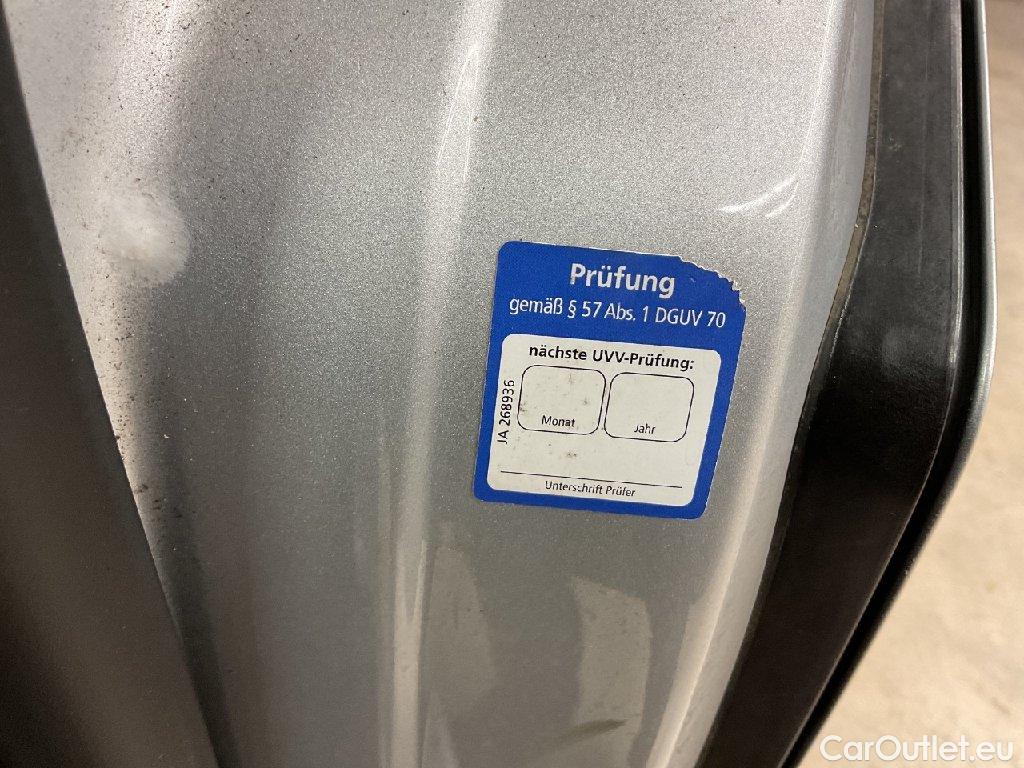 Prüfung
gemäß § 57 Abs. 1 DGUV 70
nächste UVV-Prüfung:
JA 268936
Monat
Jahr
Unterschrift Prüfer
CarOutlet.eu